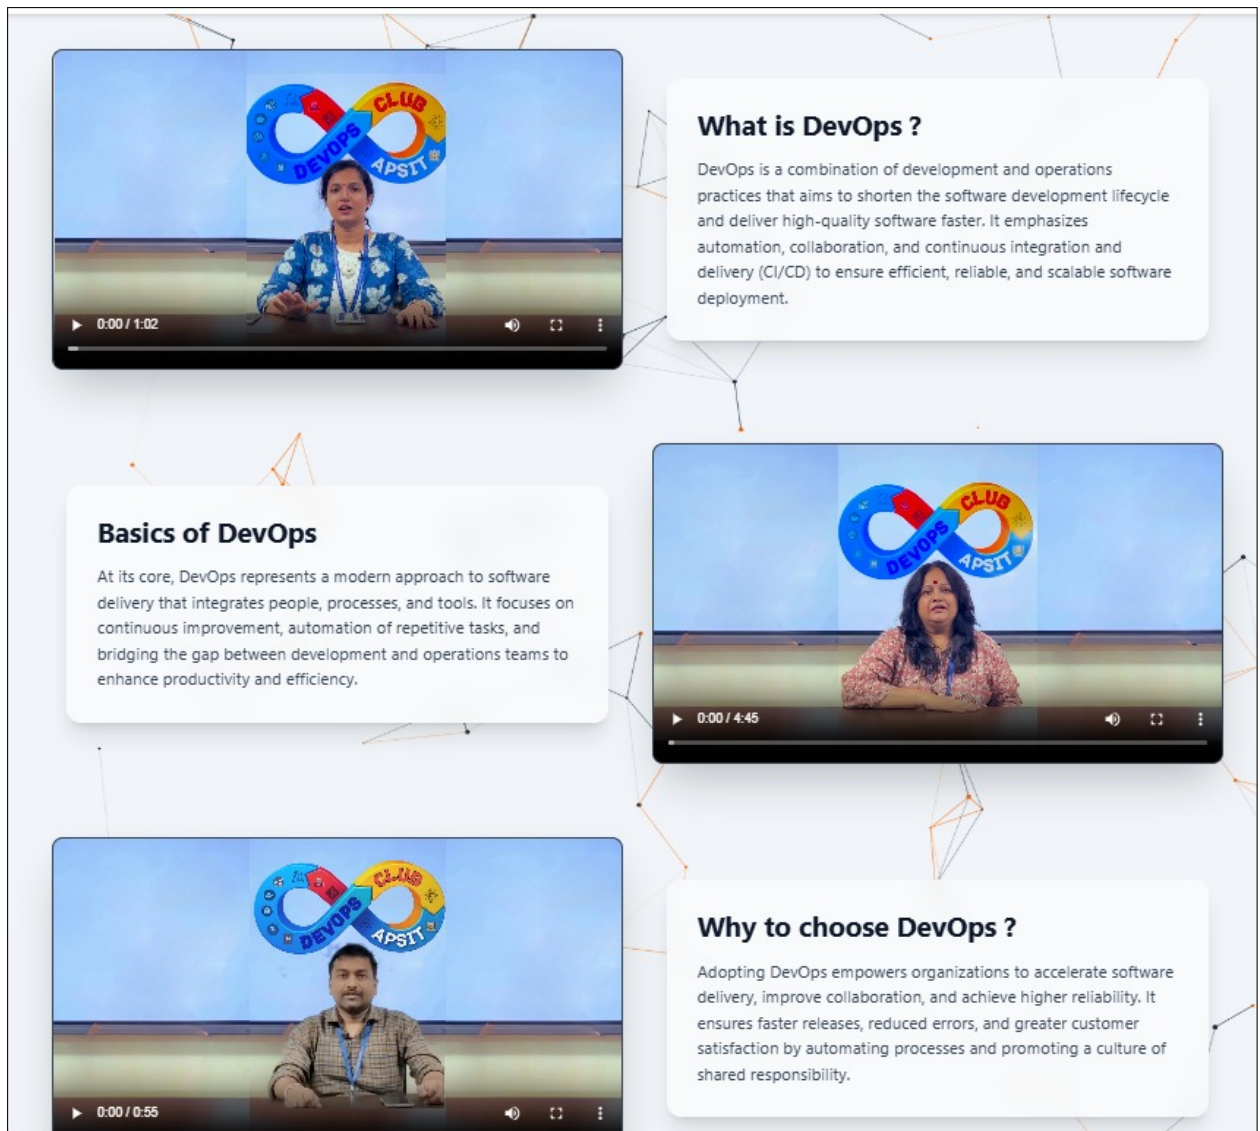 DEVOPS
CLUB
APSIT
0:00 / 1:02
What is DevOps ?
DevOps is a combination of development and operations
practices that aims to shorten the software development lifecycle
and deliver high-quality software faster. It emphasizes
automation, collaboration, and continuous integration and
delivery (CI/CD) to ensure efficient, reliable, and scalable software
deployment.
Basics of DevOps
At its core, DevOps represents a modern approach to software
delivery that integrates people, processes, and tools. It focuses on
continuous improvement, automation of repetitive tasks, and
bridging the gap between development and operations teams to
enhance productivity and efficiency.
DEVOPS
CLUB
APSIT
0:00 / 4:45
DEVOPS
CLUB
APSIT
0:00 / 0:55
Why to choose DevOps ?
Adopting DevOps empowers organizations to accelerate software
delivery, improve collaboration, and achieve higher reliability. It
ensures faster releases, reduced errors, and greater customer
satisfaction by automating processes and promoting a culture of
shared responsibility.